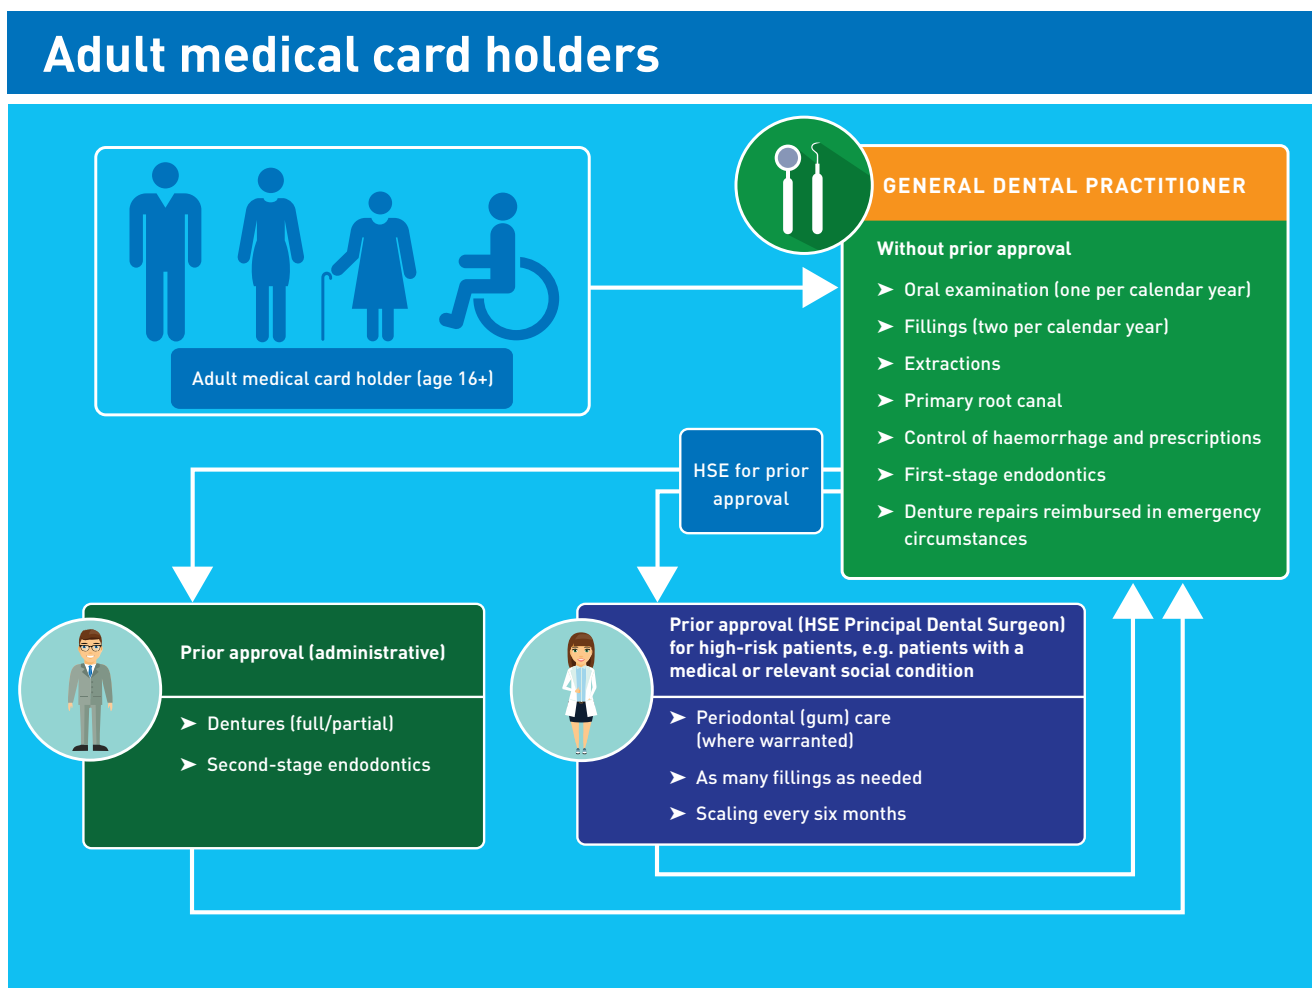 Adult medical card holders
Adult medical card holder (age 16+)
GENERAL DENTAL PRACTITIONER
Without prior approval
➤ Oral examination (one per calendar year)
➤ Fillings (two per calendar year)
➤ Extractions
➤ Primary root canal
➤ Control of haemorrhage and prescriptions
➤ First-stage endodontics
➤ Denture repairs reimbursed in emergency
circumstances
HSE for prior
approval
Prior approval (administrative)
➤ Dentures (full/partial)
➤ Second-stage endodontics
Prior approval (HSE Principal Dental Surgeon)
for high-risk patients, e.g. patients with a
medical or relevant social condition
➤ Periodontal (gum) care
(where warranted)
➤ As many fillings as needed
➤ Scaling every six months